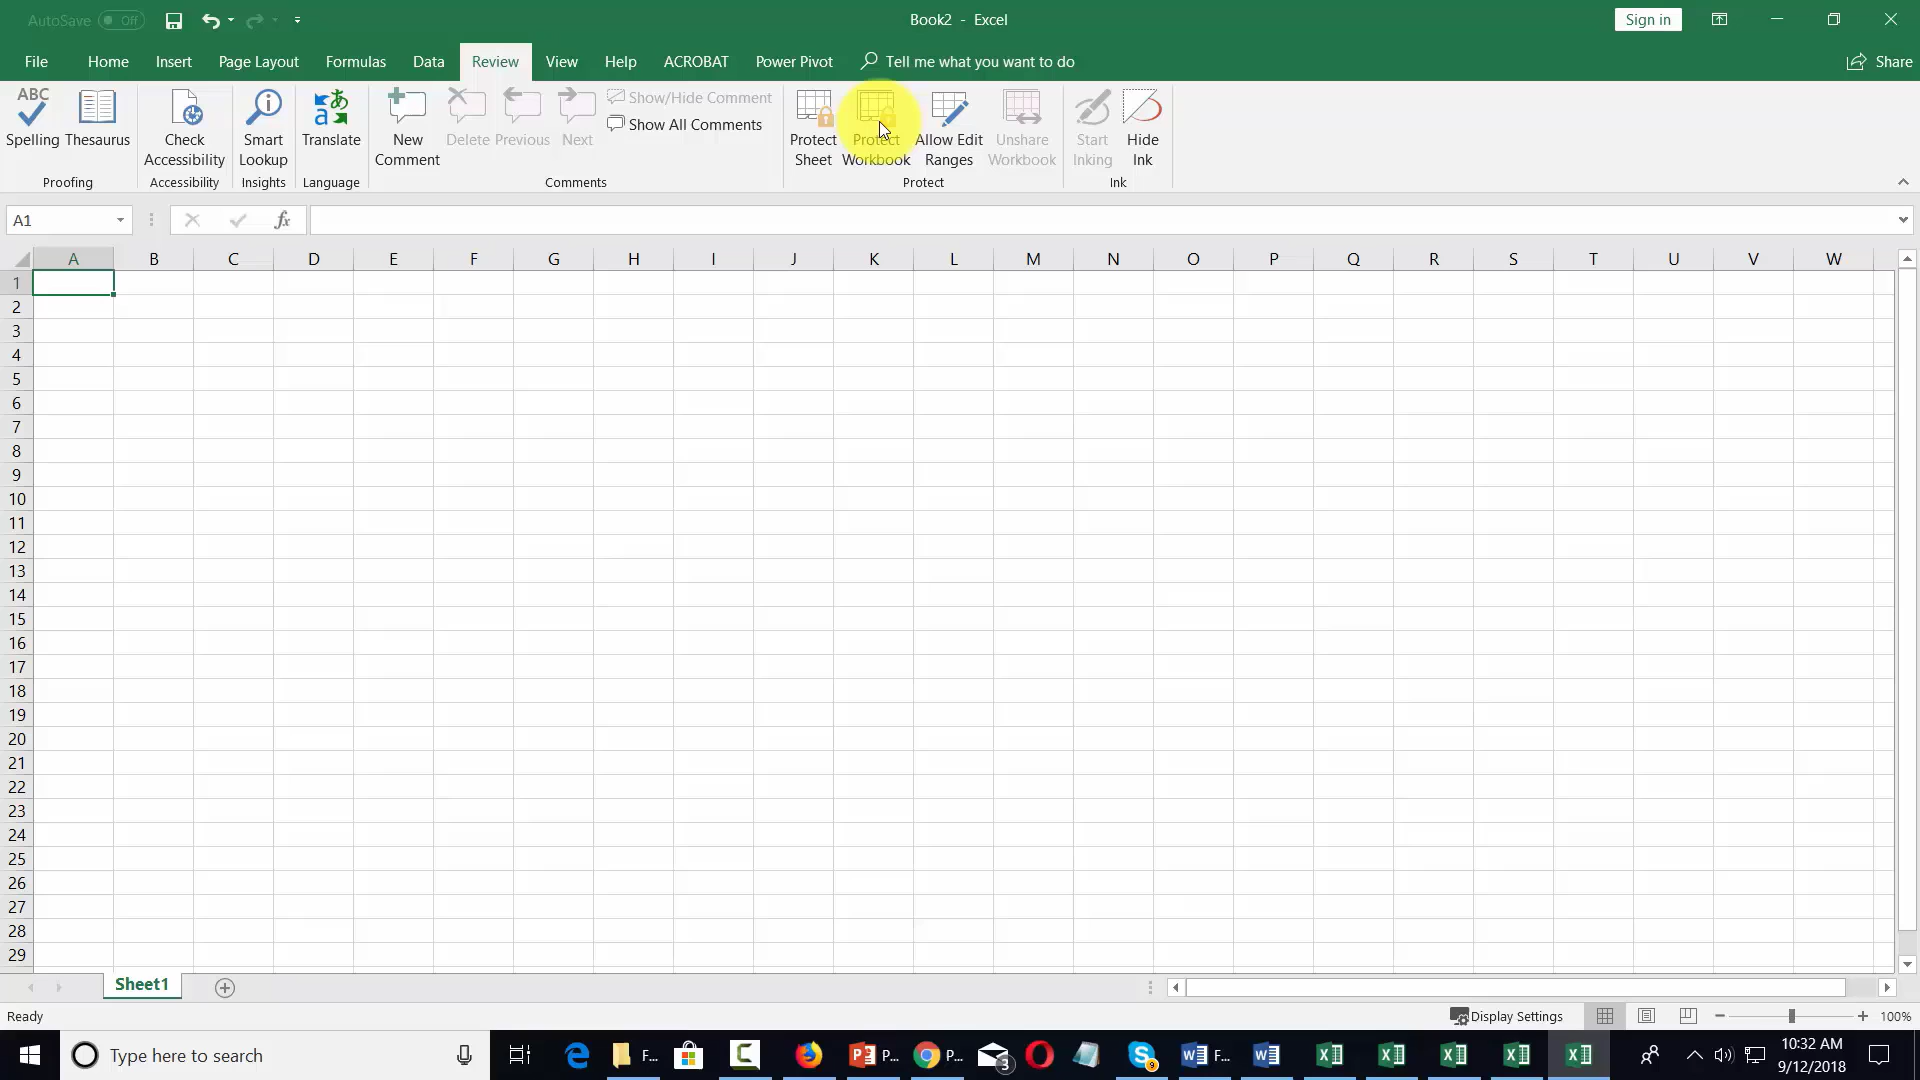 AutoSave Off
Book2 - Excel
Sign in
File Home Insert Page Layout Formulas Data Review View Help ACROBAT Power Pivot Tell me what you want to do Share
ABC
Spelling Thesaurus
Proofing
Check Accessibility
Accessibility
Smart Lookup
Insights
Translate
Language
New Comment
Delete Previous Next
Show/Hide Comment
Show All Comments
Comments
Protect Sheet
Protect Workbook
Allow Edit Ranges
Unshare Workbook
Protect
Start Inking
Hide Ink
Ink
A1
fx
A B C D E F G H I J K L M N O P Q R S T U V W
1
2
3
4
5
6
7
8
9
10
11
12
13
14
15
16
17
18
19
20
21
22
23
24
25
26
27
28
29
Sheet1
Ready
Display Settings
100%
Type here to search
F...
P...
P...
3
9
F...
10:32 AM
9/12/2018